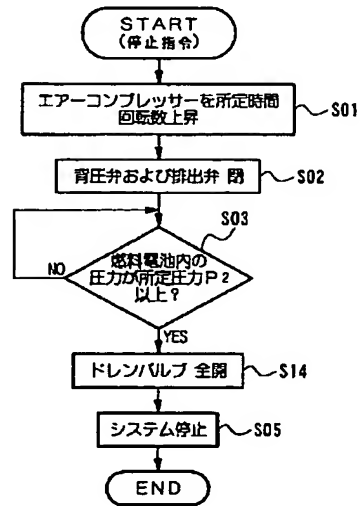 START
(停止指令)
エアーコンプレッサーを所定時間
回転数上昇
S01
背圧弁および排出弁 閉
S02
S03
燃料電池内の
圧力が所定圧力P2
以上?
NO
YES
ドレンバルブ 全開
S14
システム停止
S05
END